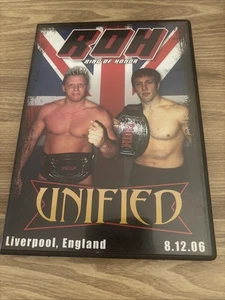 ROH
RING OF HONOR
UNIFIED
Liverpool, England 8.12.06